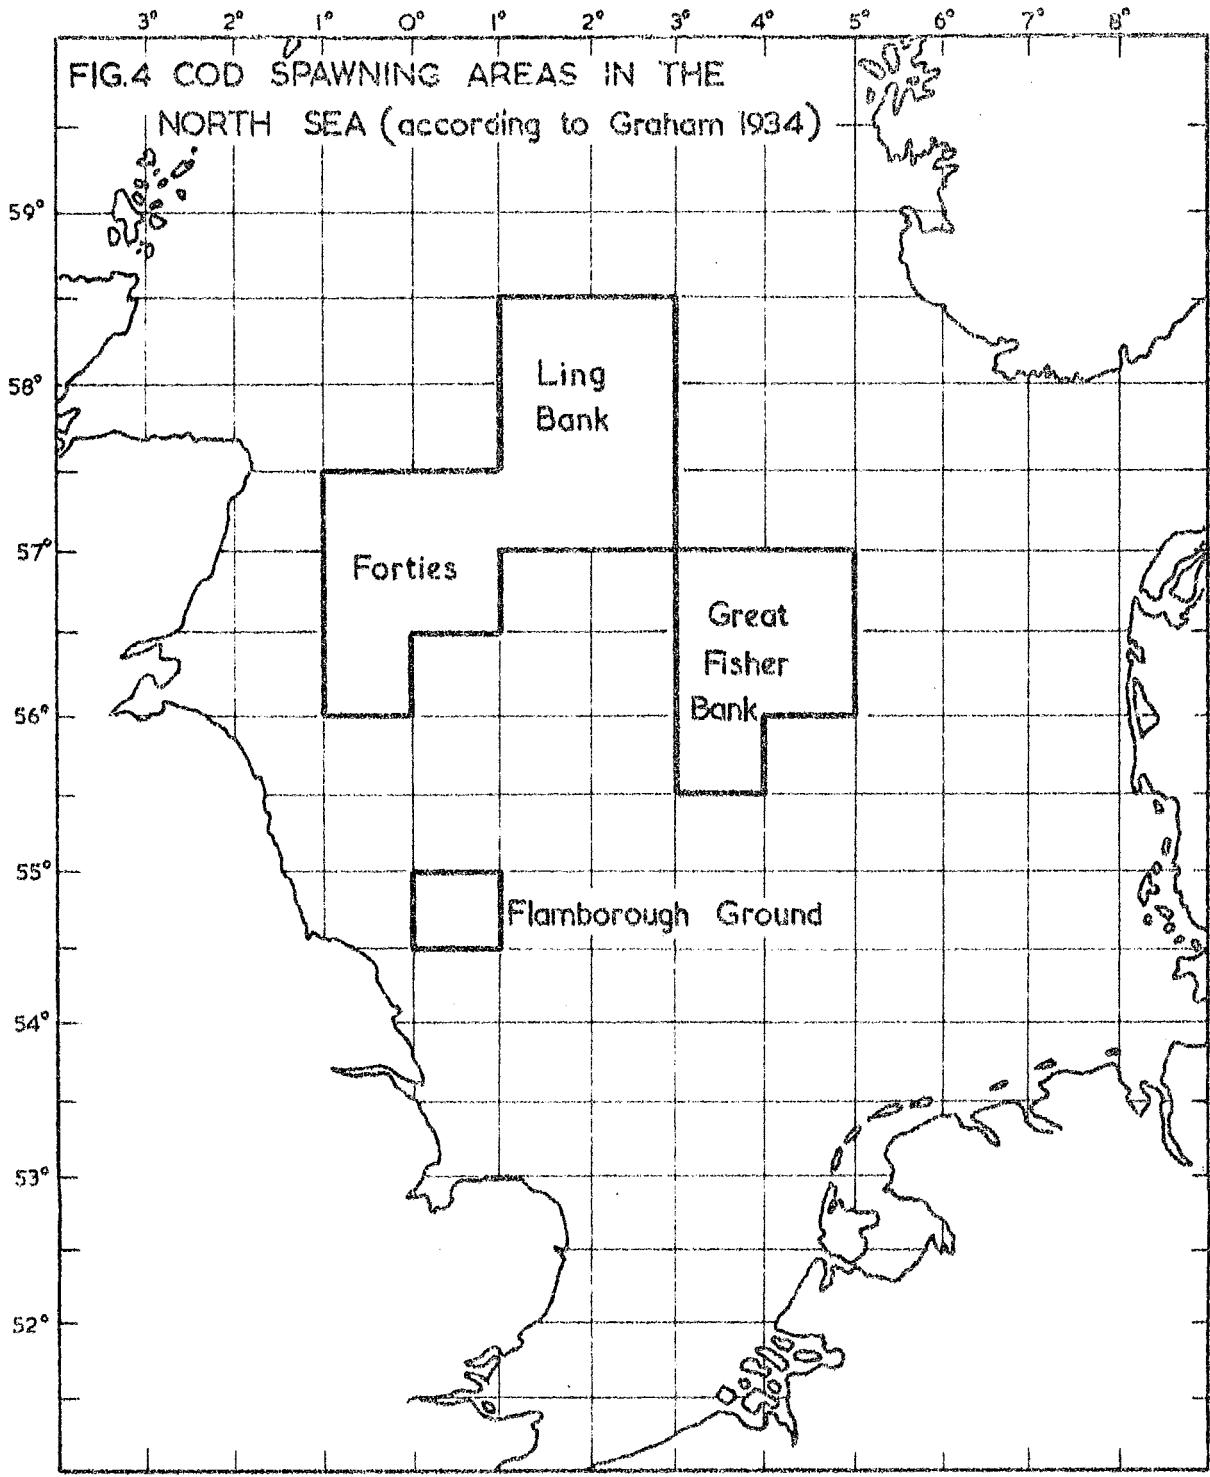 3° 2° 1° 0° 1° 2° 3° 4° 5° 6° 7° 8°
FIG.4 COD SPAWNING AREAS IN THE
NORTH SEA (according to Graham 1934)
59°
58°
Ling
Bank
57°
Forties
Great
Fisher
Bank
56°
55°
Flamborough Ground
54°
53°
52°